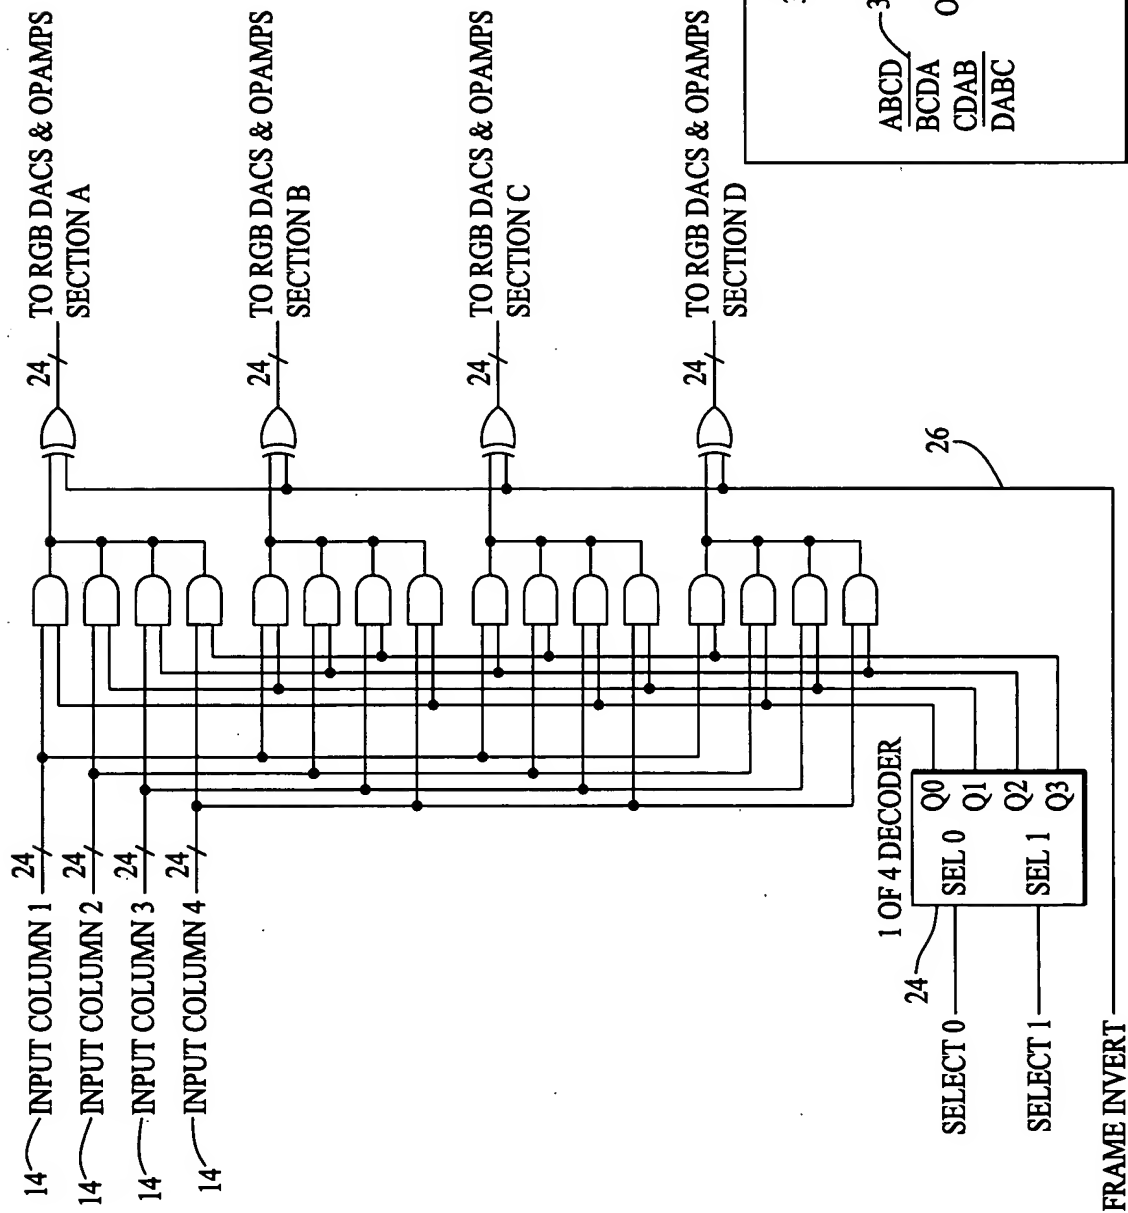 14 INPUT COLUMN 1 24
14 INPUT COLUMN 2 24
14 INPUT COLUMN 3 24
14 INPUT COLUMN 4 24
24 TO RGB DACS & OPAMPS
SECTION A
24 TO RGB DACS & OPAMPS
SECTION B
24 TO RGB DACS & OPAMPS
SECTION C
24 TO RGB DACS & OPAMPS
SECTION D
26
1 OF 4 DECODER
24
SELECT 0
SEL 0
SELECT 1
SEL 1
Q0
Q1
Q2
Q3
FRAME INVERT
ABCD
BCDA
CDAB
DABC
3